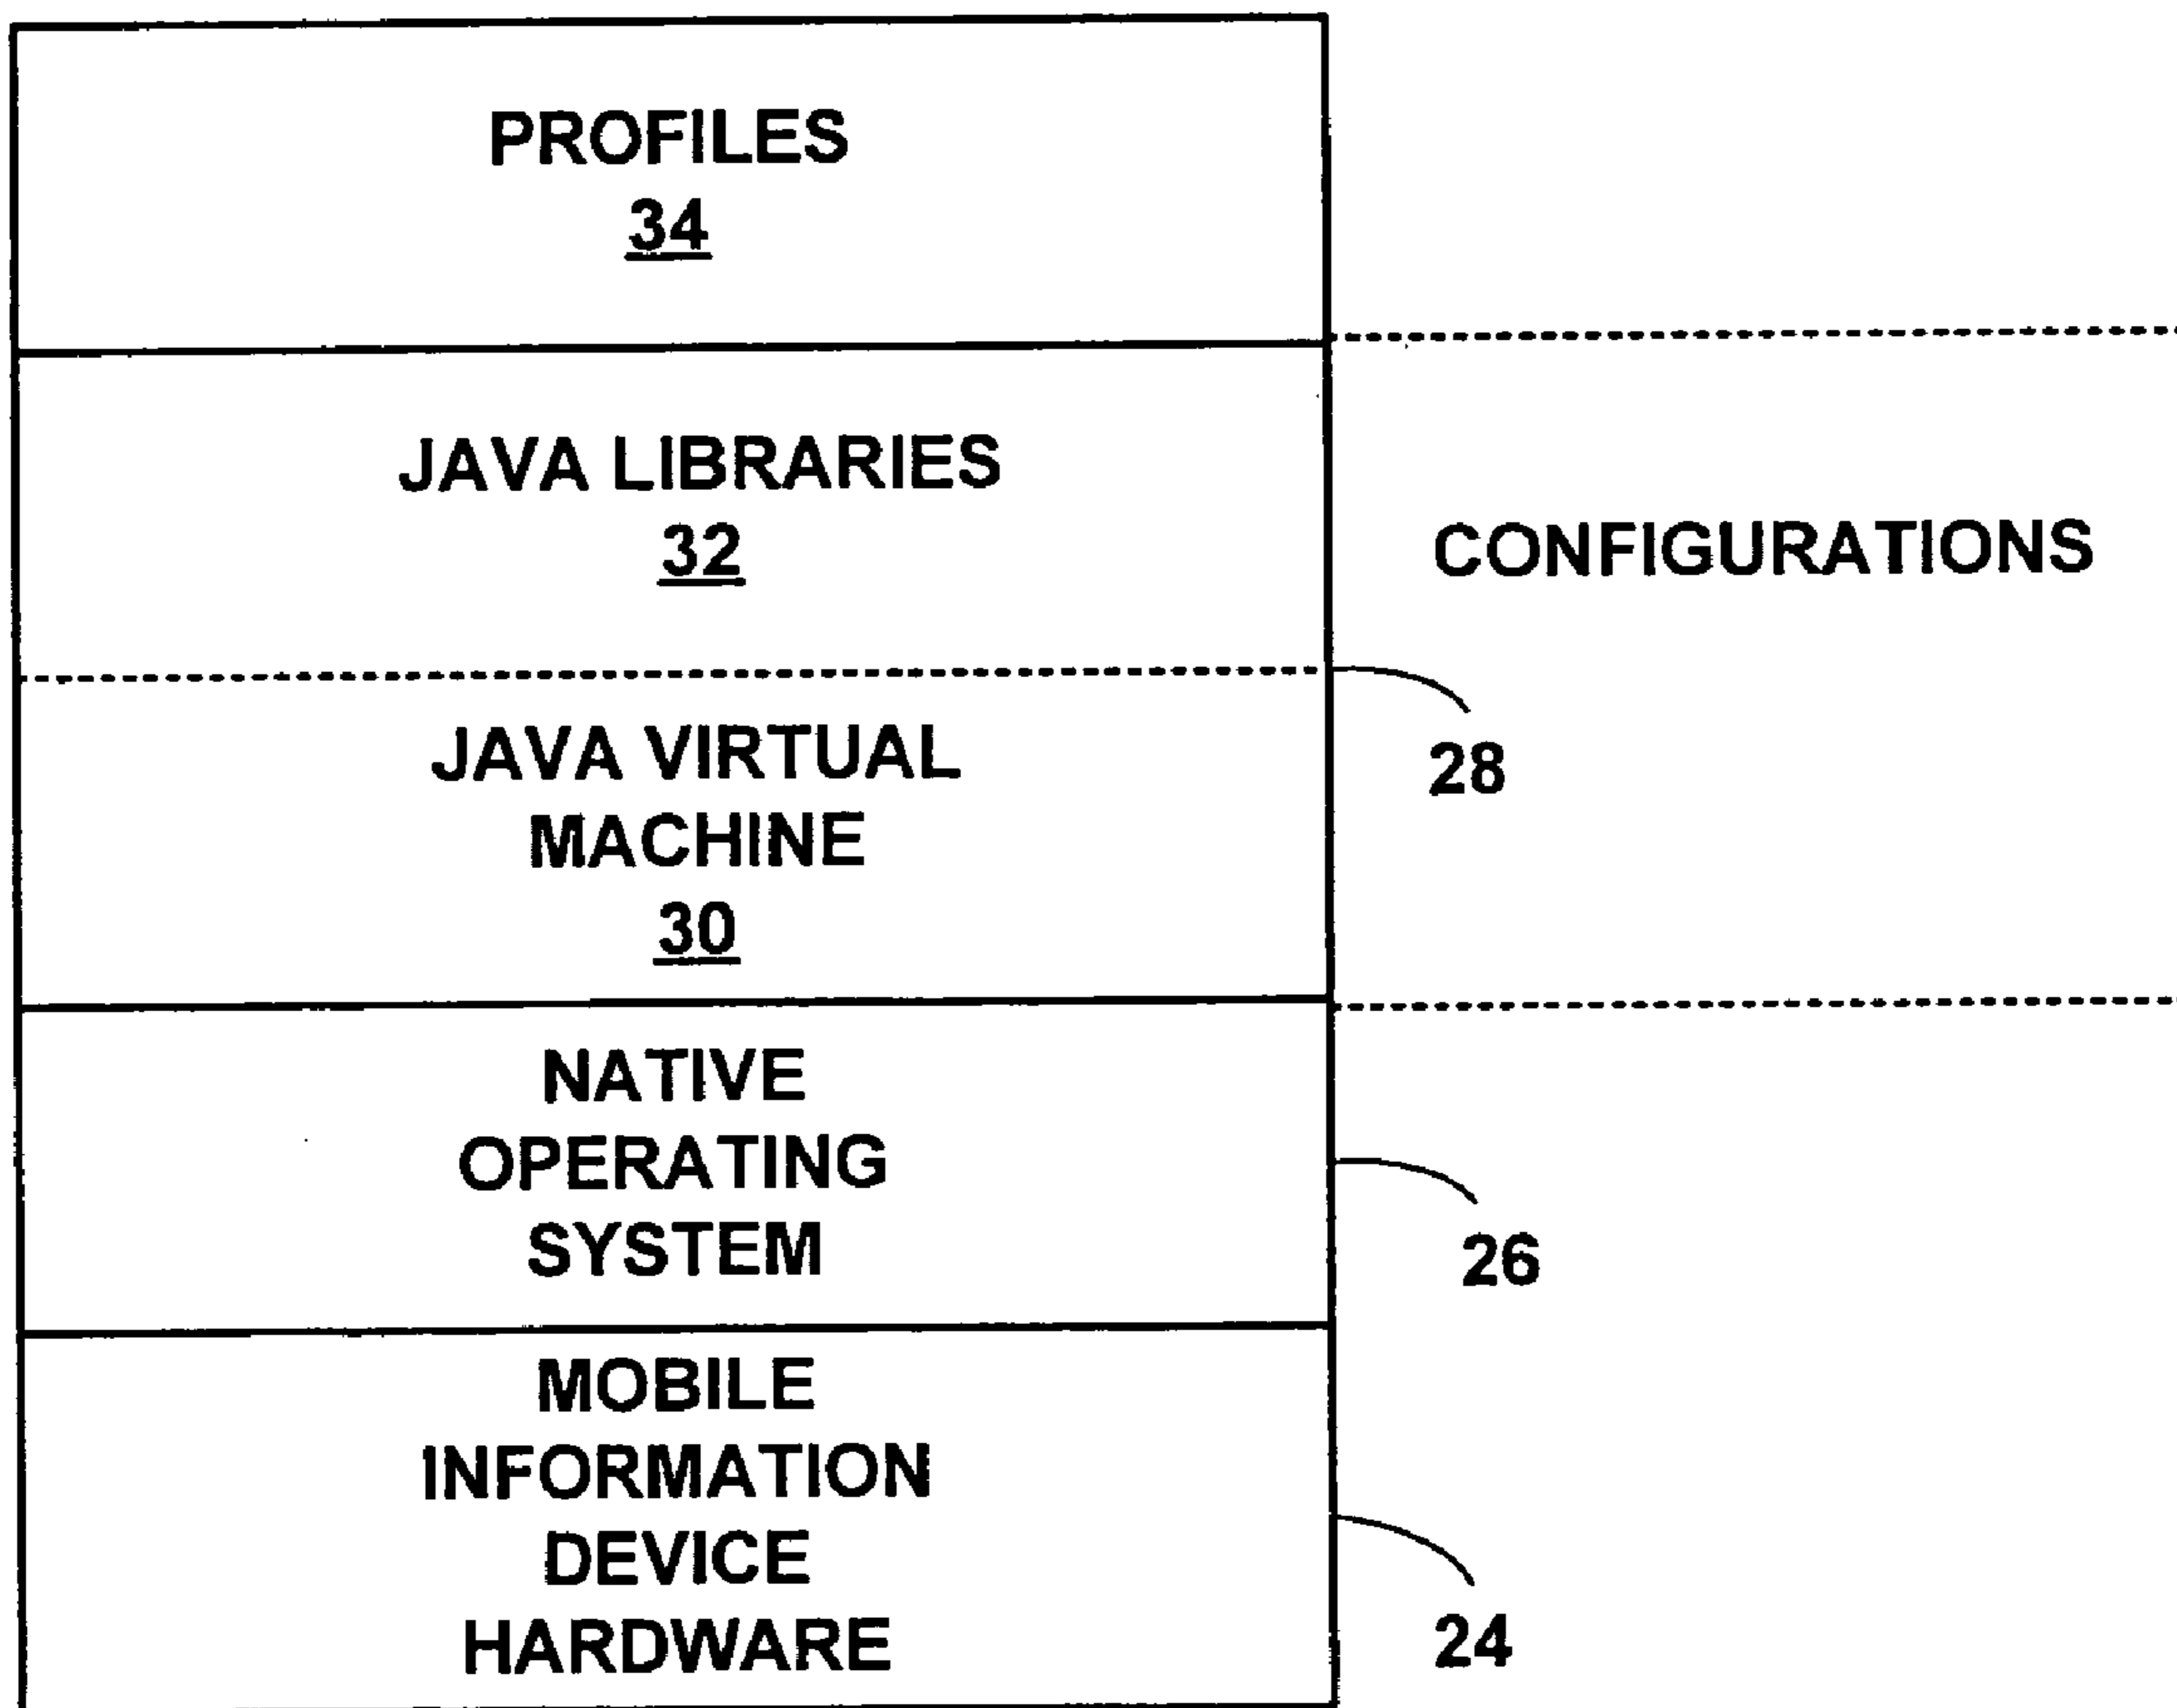 PROFILES
34
JAVA LIBRARIES
32
CONFIGURATIONS
JAVA VIRTUAL
MACHINE
30
28
NATIVE
OPERATING
SYSTEM
26
MOBILE
INFORMATION
DEVICE
HARDWARE
24